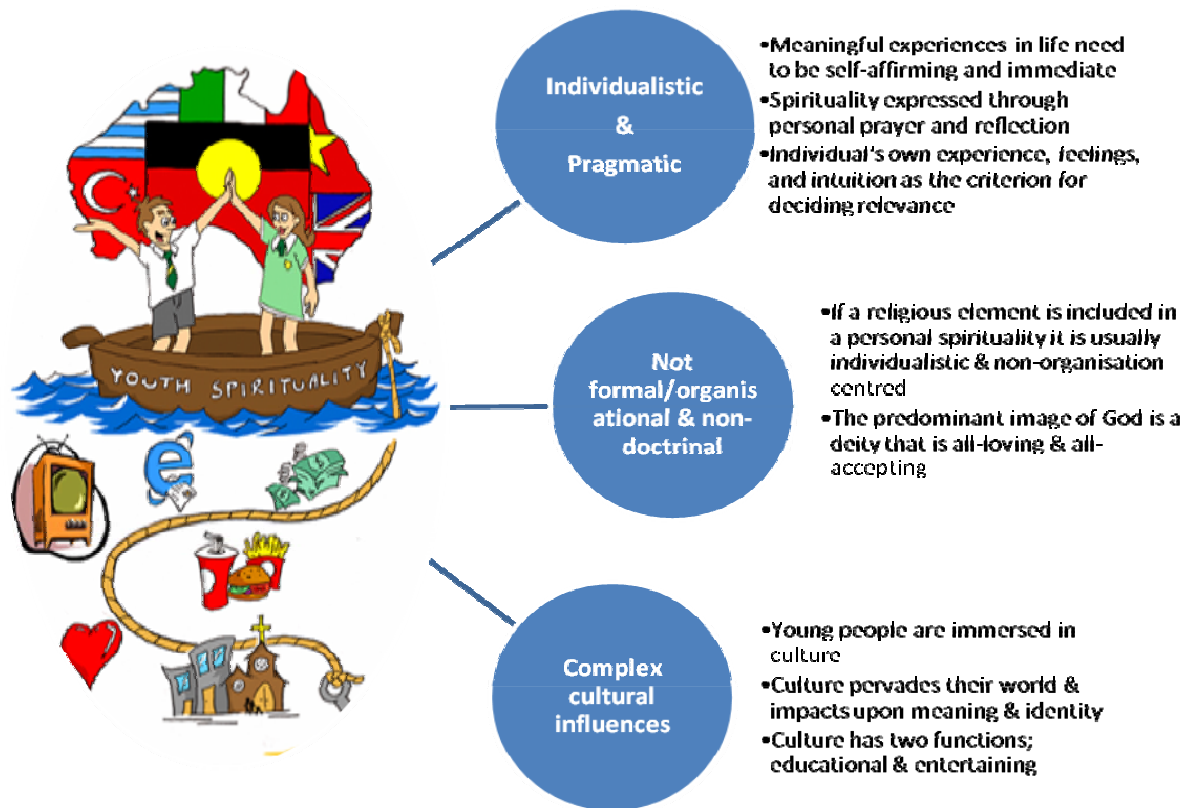 YOUTH SPIRITUALITY
Individualistic
&
Pragmatic
•Meaningful experiences in life need
to be self-affirming and immediate
•Spirituality expressed through
personal prayer and reflection
•Individual's own experience, feelings,
and intuition as the criterion for
deciding relevance
Not
formal/organis
ational & non-
doctrinal
•If a religious element is included in
a personal spirituality it is usually
individualistic & non-organisation
centred
•The predominant image of God is a
deity that is all-loving & all-
accepting
Complex
cultural
influences
•Young people are immersed in
culture
•Culture pervades their world &
impacts upon meaning & identity
•Culture has two functions;
educational & entertaining